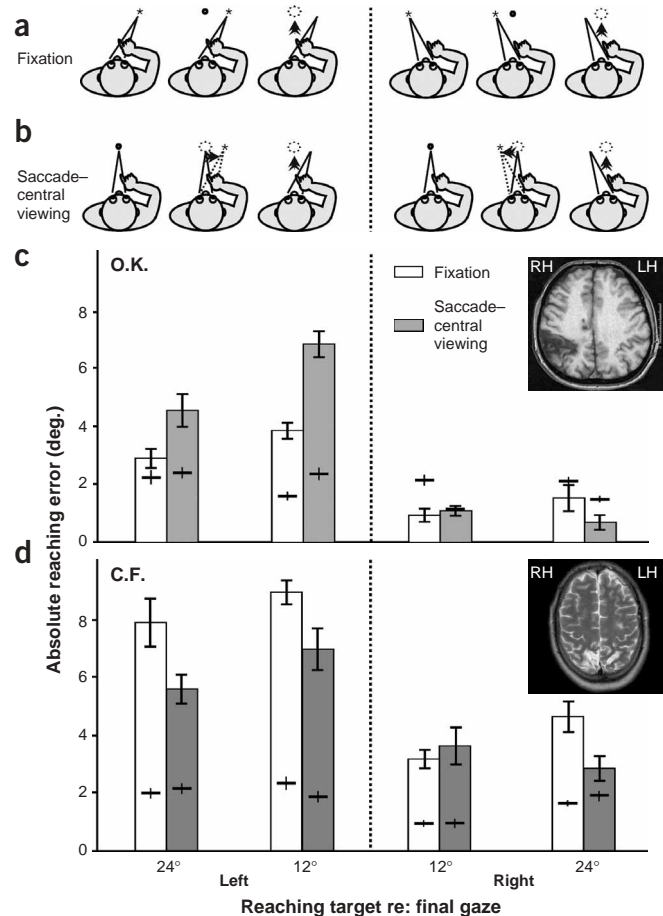 a
Fixation
b
Saccade–
central
viewing
c
O.K.
Fixation
Saccade–
central
viewing
RH LH
8
6
4
2
0
d
C.F.
RH LH
8
6
4
2
0
Absolute reaching error (deg.)
24° 12° 12° 24°
Left Right
Reaching target re: final gaze